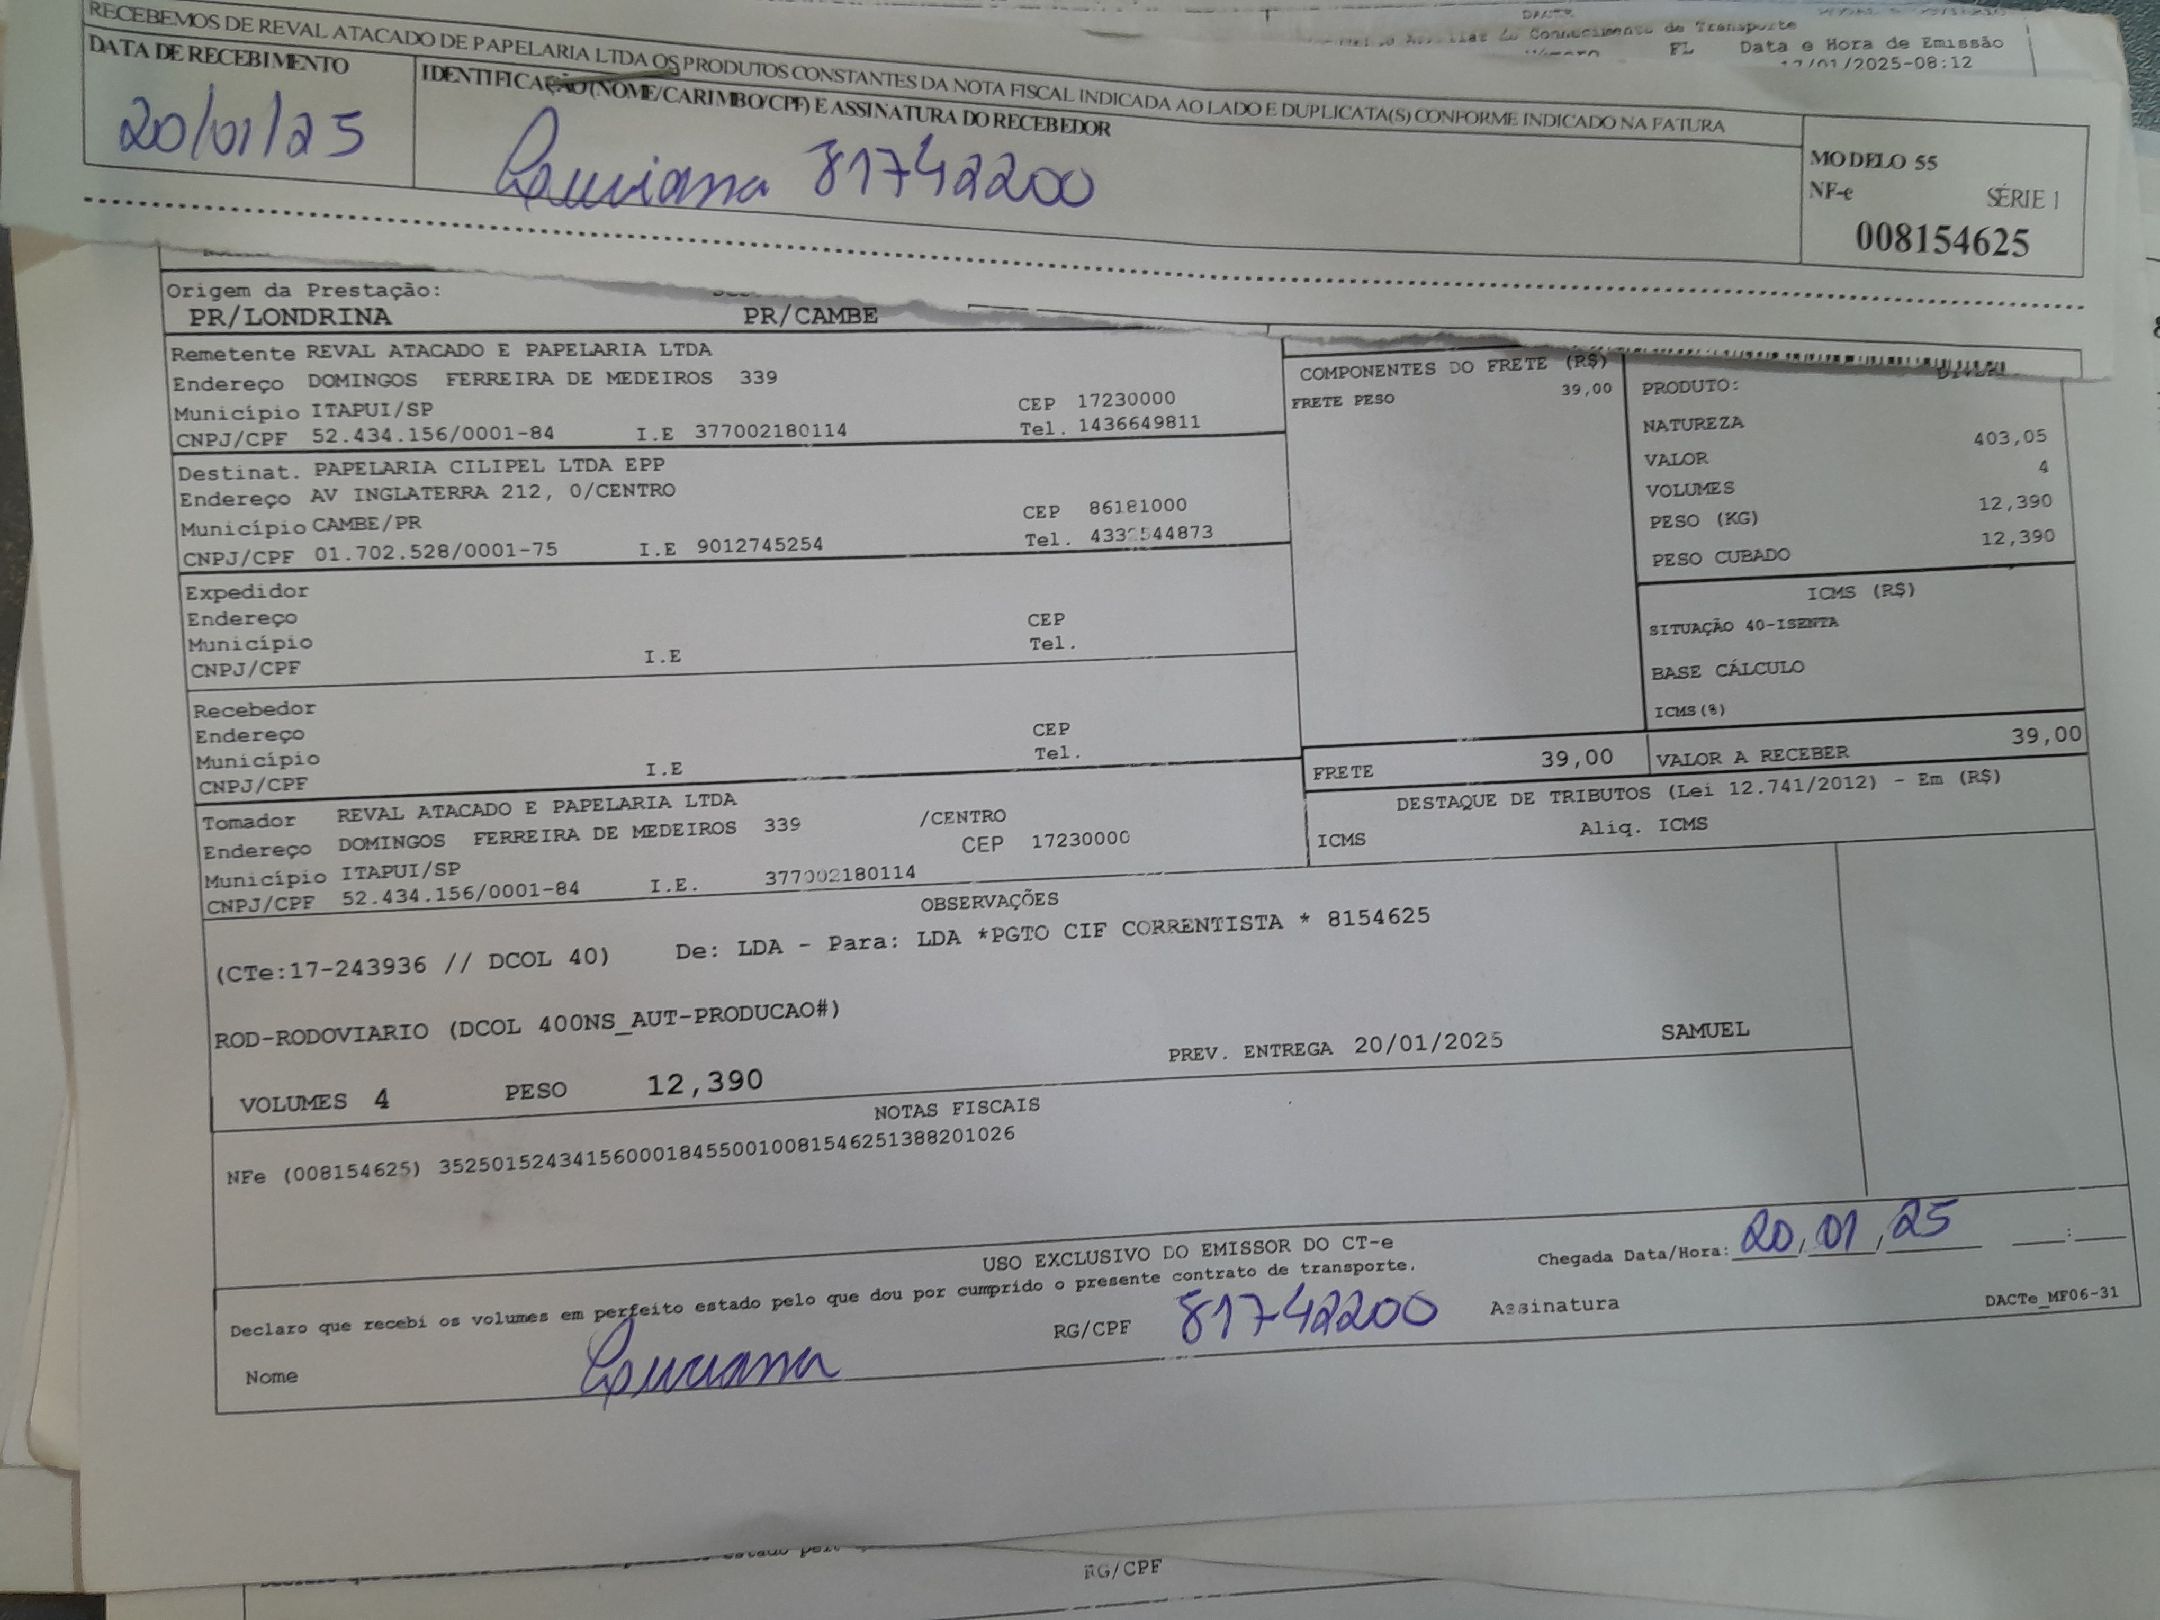 RECEBEMOS DE REVAL ATACADO DE PAPELARIA LTDA OS PRODUTOS CONSTANTES DA NOTA FISCAL INDICADA AO LADO E DUPLICATA(S) CONFORME INDICADO NA FATURA
DATA DE RECEBIMENTO
IDENTIFICAÇÃO (NOME/CARIMBO/CPF) E ASSINATURA DO RECEBEDOR
20/01/25
81742200
MODELO 55
NF-e SÉRIE 1
008154625
Conhecimento de Transporte
FL Data e Hora de Emissão
17/01/2025-08:12
Origem da Prestação:
PR/LONDRINA PR/CAMBE
Remetente REVAL ATACADO E PAPELARIA LTDA
Endereço DOMINGOS FERREIRA DE MEDEIROS 339
Município ITAPUI/SP CEP 17230000
CNPJ/CPF 52.434.156/0001-84 I.E 377002180114 Tel. 1436649811
Destinat. PAPELARIA CILIPEL LTDA EPP
Endereço AV INGLATERRA 212, 0/CENTRO
Município CAMBE/PR CEP 86181000
CNPJ/CPF 01.702.528/0001-75 I.E 9012745254 Tel.
Expedidor
Endereço CEP
Município Tel.
CNPJ/CPF I.E
Recebedor
Endereço CEP
Município Tel.
CNPJ/CPF I.E
Tomador REVAL ATACADO E PAPELARIA LTDA
Endereço DOMINGOS FERREIRA DE MEDEIROS 339 /CENTRO
Município ITAPUI/SP CEP 17230000
CNPJ/CPF 52.434.156/0001-84 I.E. 377002180114
COMPONENTES DO FRETE (R$)
FRETE PESO 39,00
PRODUTO:
NATUREZA
VALOR 403,05
VOLUMES 4
PESO (KG) 12,390
PESO CUBADO 12,390
ICMS (R$)
SITUAÇÃO 40-ISENTA
BASE CÁLCULO
ICMS(%)
FRETE 39,00 VALOR A RECEBER 39,00
DESTAQUE DE TRIBUTOS (Lei 12.741/2012) - Em (R$)
ICMS Alíq. ICMS
OBSERVAÇÕES
(CTe:17-243936 // DCOL 40) De: LDA - Para: LDA *PGTO CIF CORRENTISTA * 8154625
ROD-RODOVIARIO (DCOL 400NS_AUT-PRODUCAO#)
VOLUMES 4 PESO 12,390 PREV. ENTREGA 20/01/2025 SAMUEL
NOTAS FISCAIS
NFe (008154625) 35250152434156000184550010081546251388201026
USO EXCLUSIVO DO EMISSOR DO CT-e
Declaro que recebi os volumes em perfeito estado pelo que dou por cumprido o presente contrato de transporte.
Chegada Data/Hora: 20/01/25 __:__
Nome RG/CPF 81742200 Assinatura
DACTe_MF06-31
RG/CPF